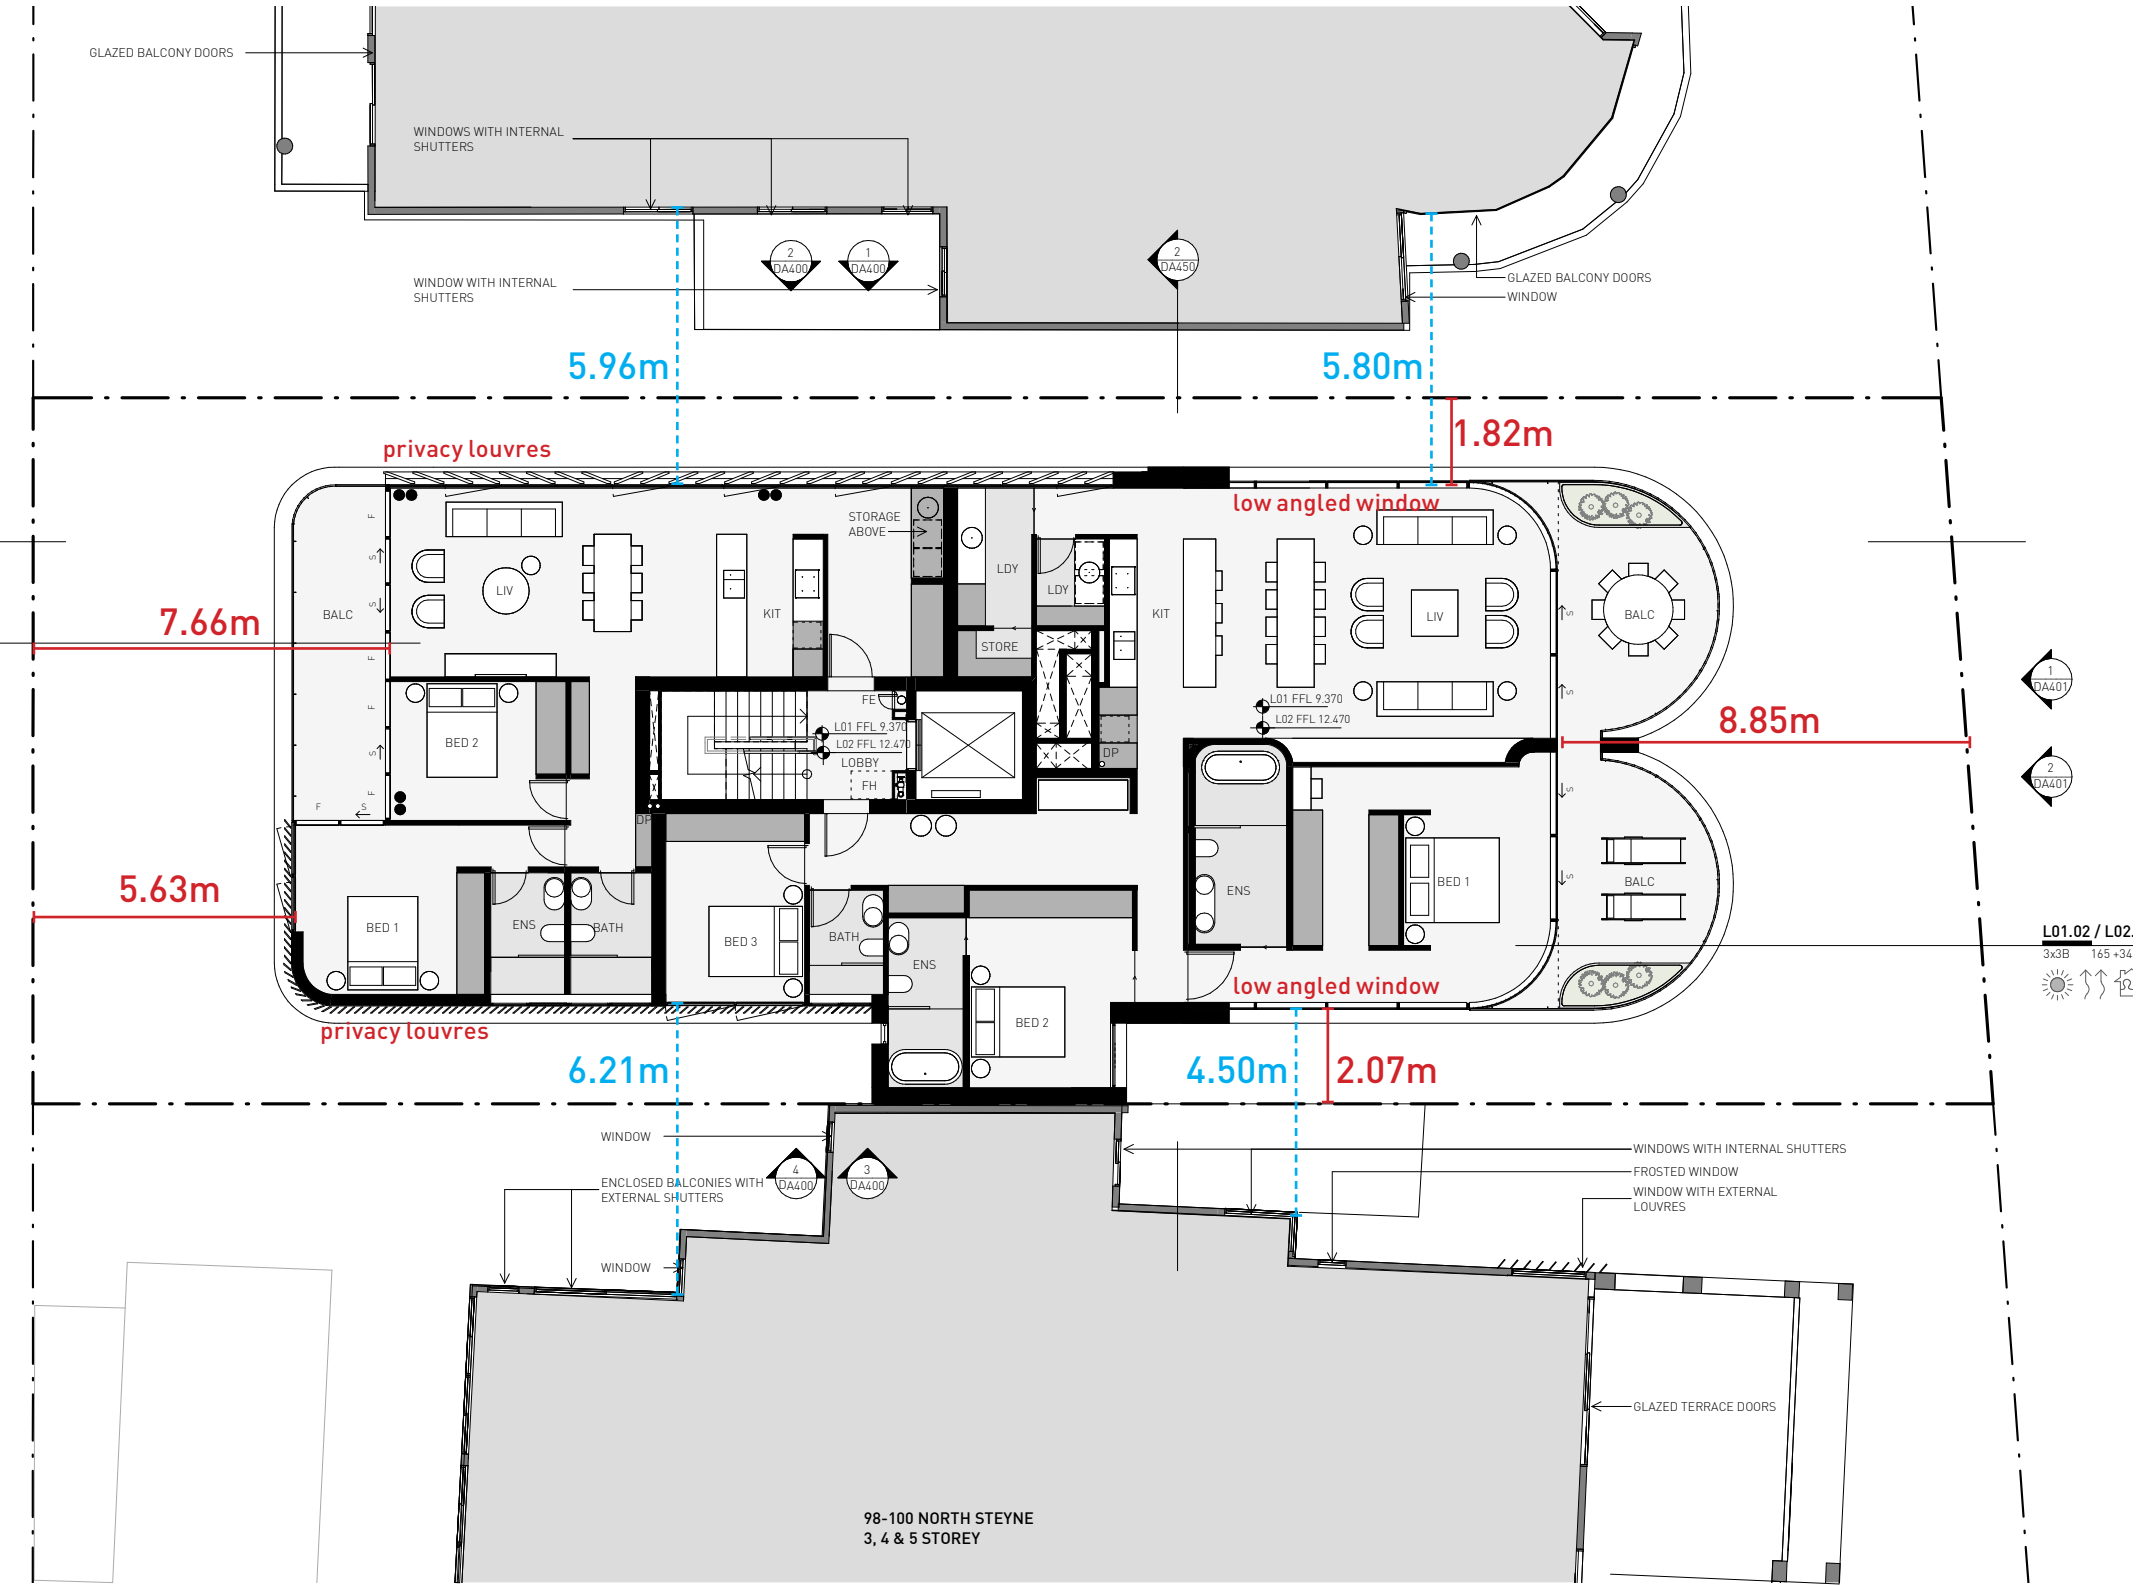 GLAZED BALCONY DOORS
WINDOWS WITH INTERNAL
SHUTTERS
WINDOW WITH INTERNAL
SHUTTERS
2
DA400
1
DA400
2
DA450
GLAZED BALCONY DOORS
WINDOW
5.96m
5.80m
1.82m
privacy louvres
low angled window
STORAGE
ABOVE
F
S
S
F
F
S
F
F
S
BALC
LIV
KIT
LDY
LDY
STORE
KIT
LIV
BALC
S
S
S
S
7.66m
8.85m
1
DA401
2
DA401
BED 2
FE
L01 FFL 9.370
L02 FFL 12.470
LOBBY
FH
DP
L01 FFL 9.370
L02 FFL 12.470
DP
5.63m
BED 1
ENS
BATH
BED 3
BATH
ENS
BED 2
ENS
BED 1
BALC
L01.02 / L02.
3x3B
165 +34
low angled window
privacy louvres
6.21m
4.50m
2.07m
WINDOW
ENCLOSED BALCONIES WITH
EXTERNAL SHUTTERS
4
DA400
3
DA400
WINDOW
WINDOWS WITH INTERNAL SHUTTERS
FROSTED WINDOW
WINDOW WITH EXTERNAL
LOUVRES
GLAZED TERRACE DOORS
98-100 NORTH STEYNE
3, 4 & 5 STOREY